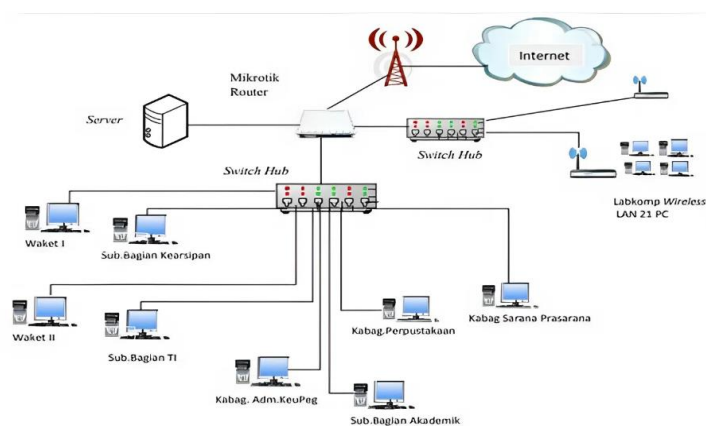 Internet
Mikrotik
Router
Server
Switch Hub
Switch Hub
Labkomp Wireless
LAN 21 PC
Waket I
Sub.Bagian Kearsipan
Waket II
Sub.Bagian TI
Kabag.Perpustakaan
Kabag Sarana Prasarana
Kabag. Adm.KeuPeg
Sub.Bagian Akademik